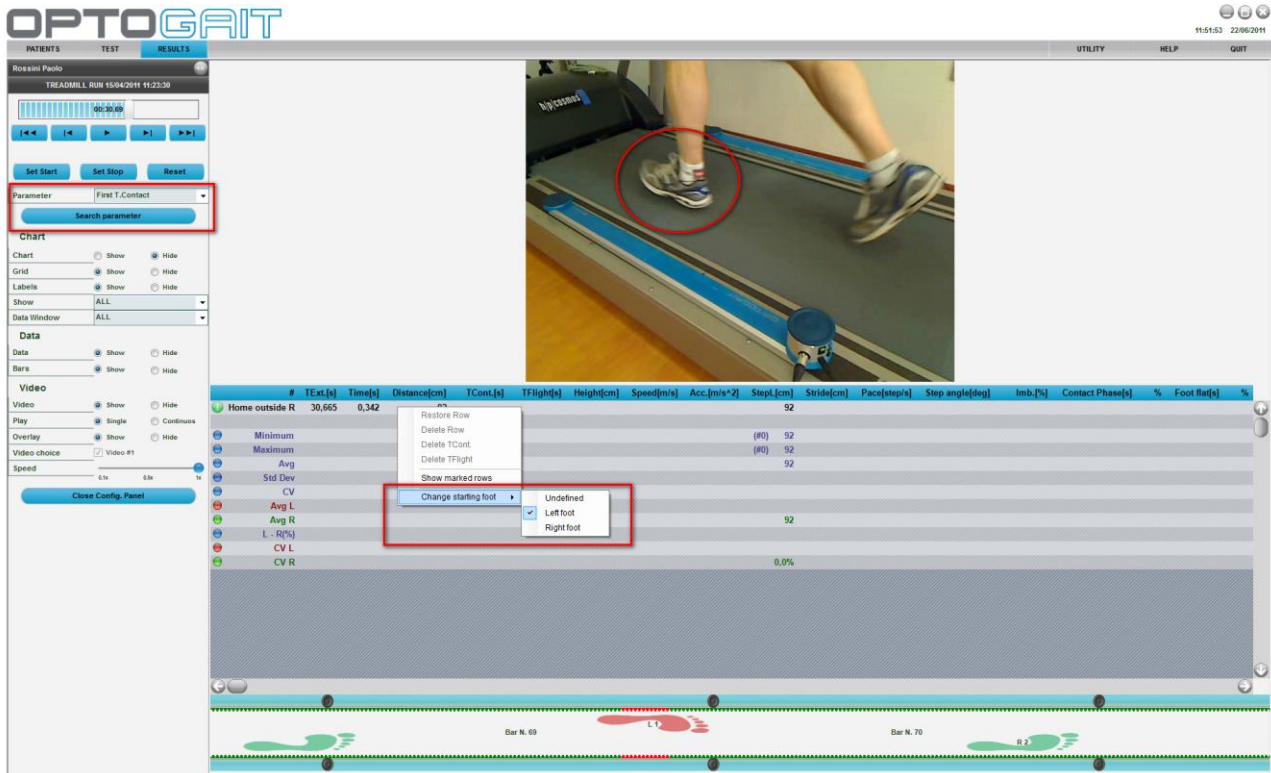 OPTOGAIT
11:51:53 22/06/2011
PATIENTS TEST RESULTS UTILITY HELP QUIT
Rossini Paolo
TREADMILL RUN 15/04/2011 11:23:30
00:30.69
Set Start Set Stop Reset
Parameter First T.Contact
Search parameter
Chart
Chart Show Hide
Grid Show Hide
Labels Show Hide
Show ALL
Data Window ALL
Data
Data Show Hide
Bars Show Hide
Video
Video Show Hide
Play Single Continuos
Overlay Show Hide
Video choice Video #1
Speed
0.1x 0.5x 1x
Close Config. Panel
h/p/cosmos
# TExt.[s] Time[s] Distance[cm] TCont.[s] TFlight[s] Height[cm] Speed[m/s] Acc.[m/s^2] StepL[cm] Stride[cm] Pace[step/s] Step angle[deg] Imb.[%] Contact Phase[s] % Foot flat[s] %
Home outside R 30,665 0,342 92 92
Minimum (#0) 92
Maximum (#0) 92
Avg 92
Std Dev
CV
Avg L
Avg R 92
L - R(%)
CV L
CV R 0,0%
Restore Row
Delete Row
Delete TCont.
Delete TFlight
Show marked rows
Change starting foot
Undefined
Left foot
Right foot
L 1
Bar N. 69 Bar N. 70
R 2